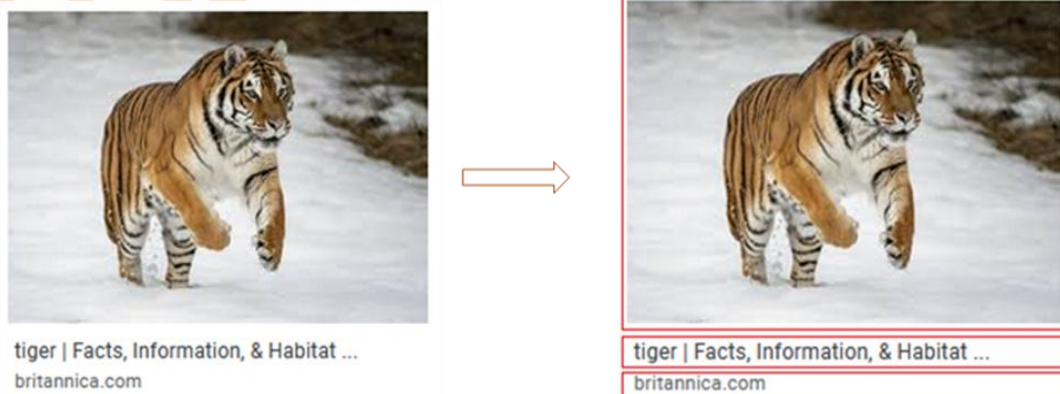 tiger | Facts, Information, & Habitat ...
britannica.com
tiger | Facts, Information, & Habitat ...
britannica.com